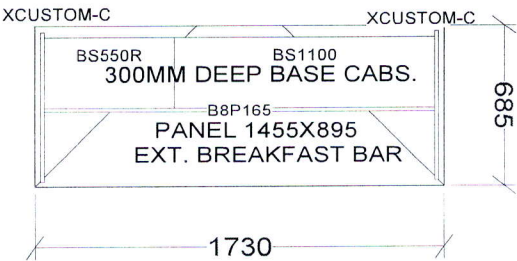 XCUSTOM-C XCUSTOM-C
BS550R BS1100
300MM DEEP BASE CABS.
B8P165
PANEL 1455X895
EXT. BREAKFAST BAR
685
1730